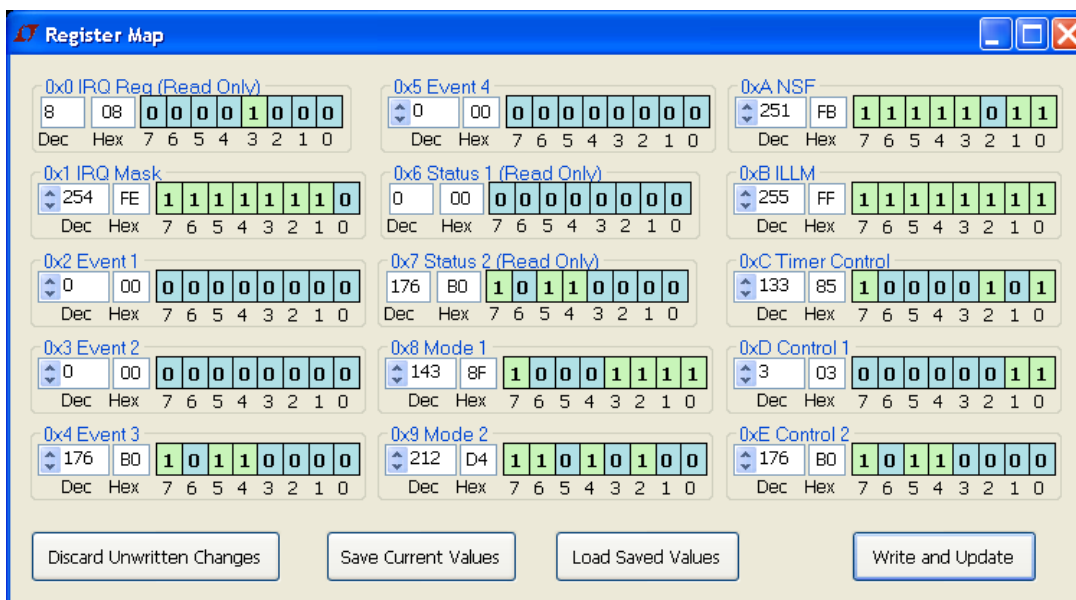 Register Map
0x0 IRQ Reg (Read Only)
8 08 0 0 0 0 1 0 0 0
Dec Hex 7 6 5 4 3 2 1 0
0x5 Event 4
0 00 0 0 0 0 0 0 0 0
Dec Hex 7 6 5 4 3 2 1 0
0xA NSF
251 FB 1 1 1 1 1 0 1 1
Dec Hex 7 6 5 4 3 2 1 0
0x1 IRQ Mask
254 FE 1 1 1 1 1 1 1 0
Dec Hex 7 6 5 4 3 2 1 0
0x6 Status 1 (Read Only)
0 00 0 0 0 0 0 0 0 0
Dec Hex 7 6 5 4 3 2 1 0
0xB ILLM
255 FF 1 1 1 1 1 1 1 1
Dec Hex 7 6 5 4 3 2 1 0
0x2 Event 1
0 00 0 0 0 0 0 0 0 0
Dec Hex 7 6 5 4 3 2 1 0
0x7 Status 2 (Read Only)
176 B0 1 0 1 1 0 0 0 0
Dec Hex 7 6 5 4 3 2 1 0
0xC Timer Control
133 85 1 0 0 0 0 1 0 1
Dec Hex 7 6 5 4 3 2 1 0
0x3 Event 2
0 00 0 0 0 0 0 0 0 0
Dec Hex 7 6 5 4 3 2 1 0
0x8 Mode 1
143 8F 1 0 0 0 1 1 1 1
Dec Hex 7 6 5 4 3 2 1 0
0xD Control 1
3 03 0 0 0 0 0 0 1 1
Dec Hex 7 6 5 4 3 2 1 0
0x4 Event 3
176 B0 1 0 1 1 0 0 0 0
Dec Hex 7 6 5 4 3 2 1 0
0x9 Mode 2
212 D4 1 1 0 1 0 1 0 0
Dec Hex 7 6 5 4 3 2 1 0
0xE Control 2
176 B0 1 0 1 1 0 0 0 0
Dec Hex 7 6 5 4 3 2 1 0
Discard Unwritten Changes
Save Current Values
Load Saved Values
Write and Update